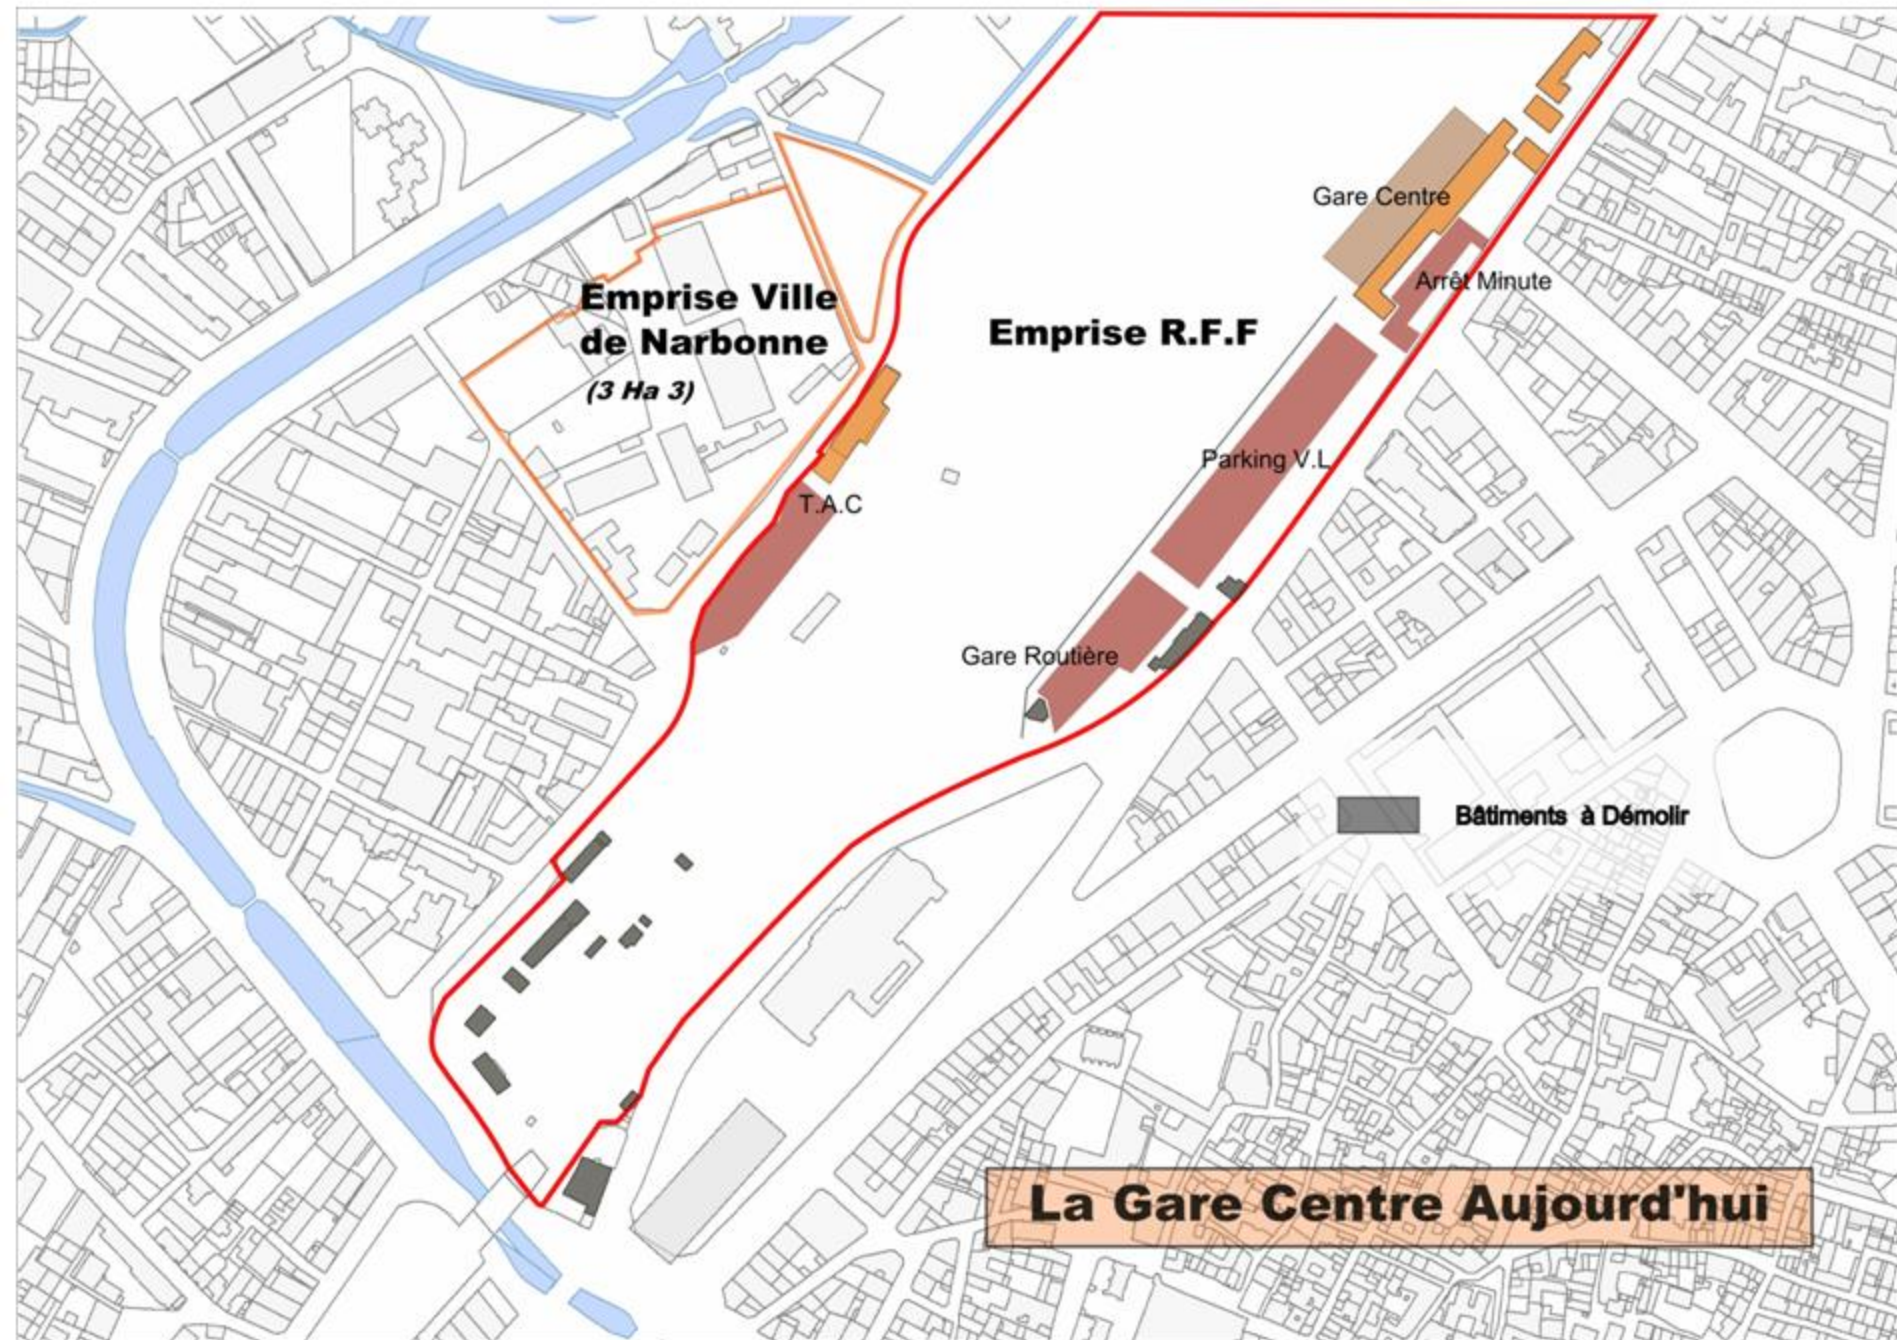 Gare Centre
Arrêt Minute
Emprise Ville
de Narbonne
(3 Ha 3)
Emprise R.F.F
Parking V.L
T.A.C
Gare Routière
Bâtiments à Démolir
La Gare Centre Aujourd'hui